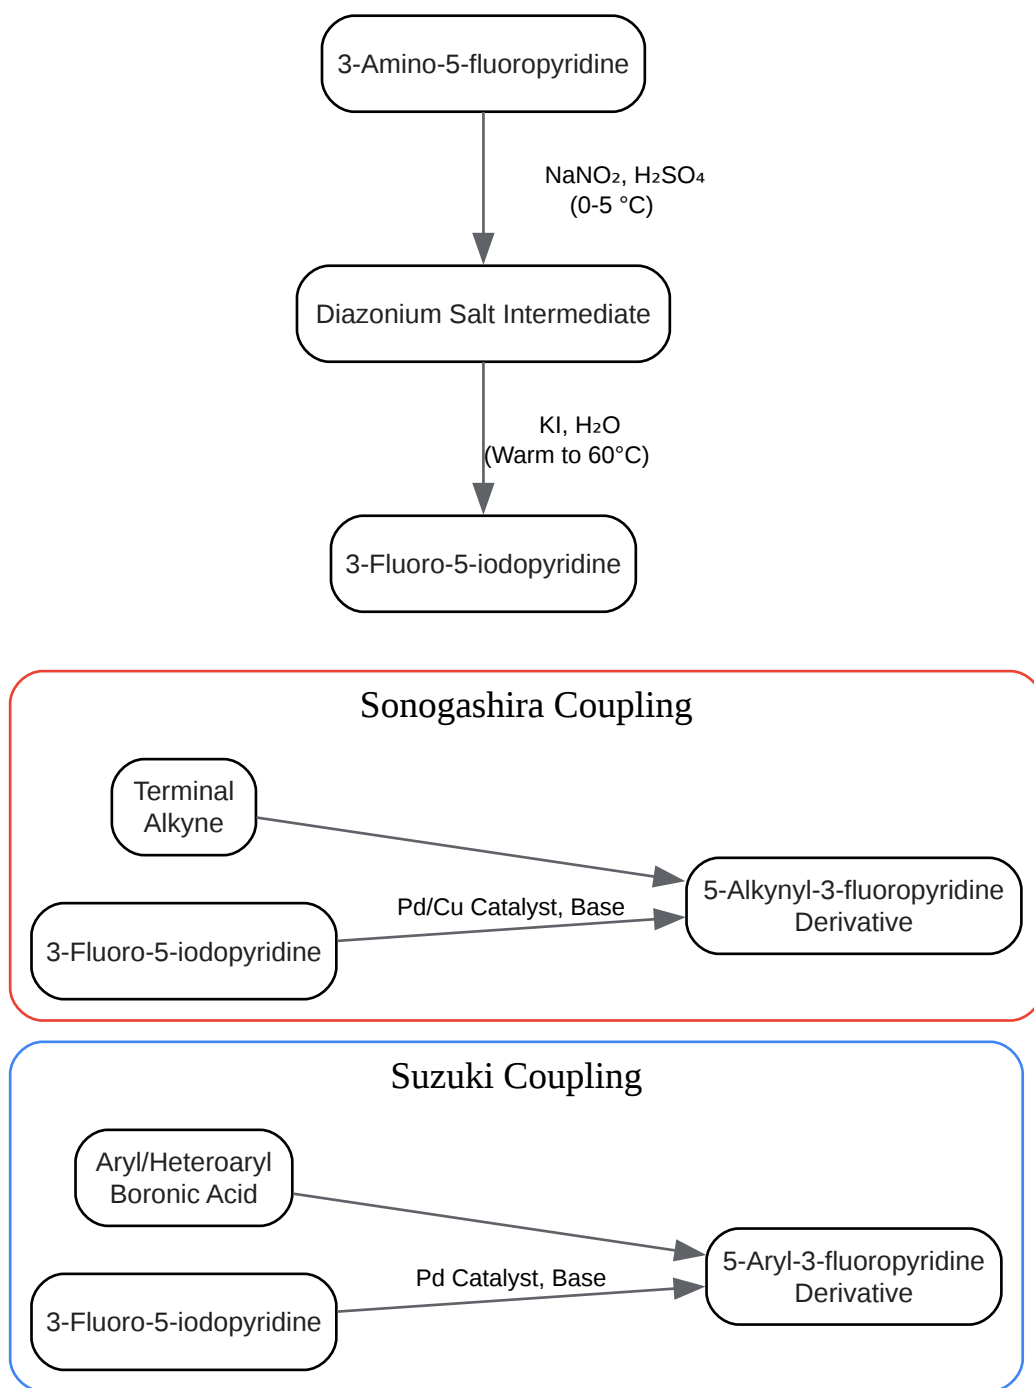 3-Amino-5-fluoropyridine
NaNO₂, H₂SO₄
(0-5 °C)
Diazonium Salt Intermediate
KI, H₂O
(Warm to 60°C)
3-Fluoro-5-iodopyridine
Sonogashira Coupling
Terminal
Alkyne
Pd/Cu Catalyst, Base
3-Fluoro-5-iodopyridine
5-Alkynyl-3-fluoropyridine
Derivative
Suzuki Coupling
Aryl/Heteroaryl
Boronic Acid
Pd Catalyst, Base
3-Fluoro-5-iodopyridine
5-Aryl-3-fluoropyridine
Derivative